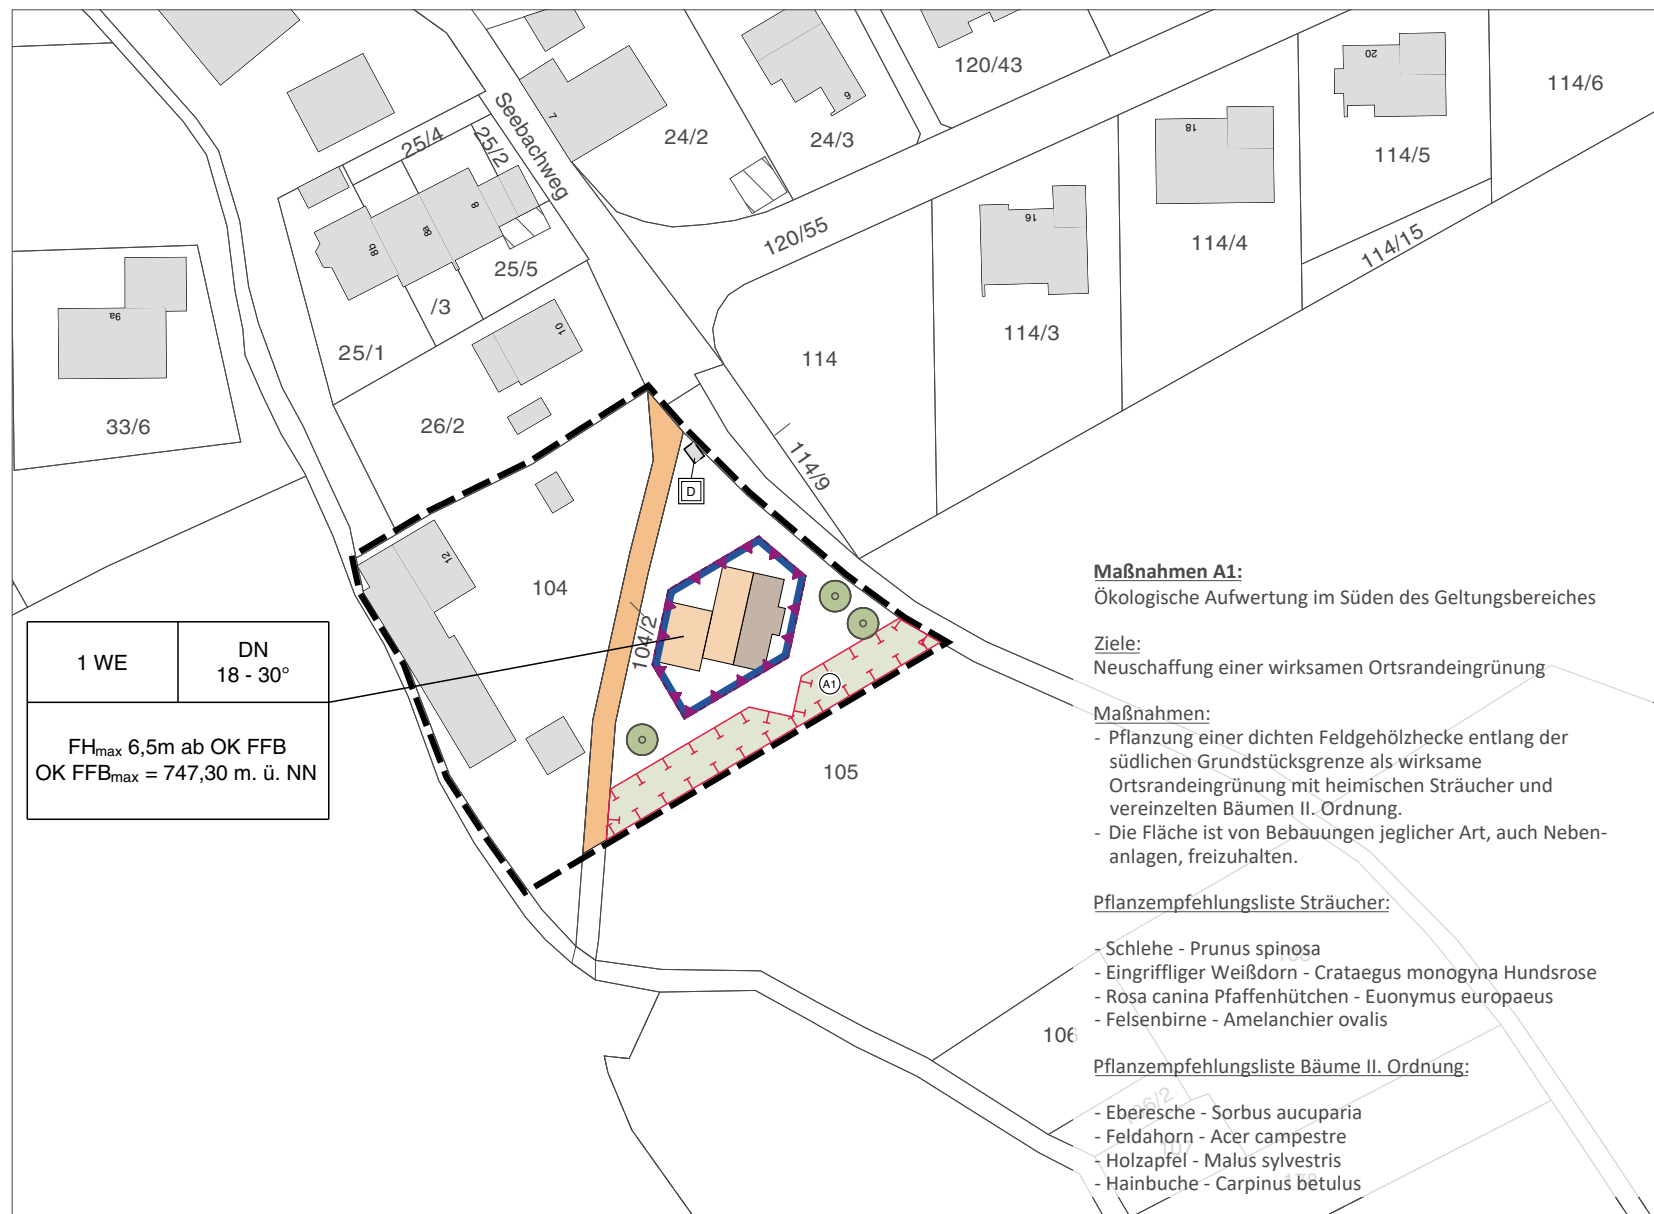 120/43
114/6
20
114/5
6
7
24/2
24/3
18
Seebachweg
25/4
25/2
8
8a
8b
25/5
/3
25/1
120/55
16
114/4
114/15
9a
10
114
114/3
33/6
26/2
114/9
D
12
104
104/2
A1
105
1 WE
DN
18 - 30°
FHmax 6,5m ab OK FFB
OK FFBmax = 747,30 m. ü. NN
Maßnahmen A1:
Ökologische Aufwertung im Süden des Geltungsbereiches
Ziele:
Neuschaffung einer wirksamen Ortsrandeingrünung
Maßnahmen:
- Pflanzung einer dichten Feldgehölzhecke entlang der
südlichen Grundstücksgrenze als wirksame
Ortsrandeingrünung mit heimischen Sträucher und
vereinzelten Bäumen II. Ordnung.
- Die Fläche ist von Bebauungen jeglicher Art, auch Neben-
anlagen, freizuhalten.
Pflanzempfehlungsliste Sträucher:
- Schlehe - Prunus spinosa
- Eingriffliger Weißdorn - Crataegus monogyna Hundsrose
- Rosa canina Pfaffenhütchen - Euonymus europaeus
- Felsenbirne - Amelanchier ovalis
106
Pflanzempfehlungsliste Bäume II. Ordnung:
106/2
- Eberesche - Sorbus aucuparia
- Feldahorn - Acer campestre
107
- Holzapfel - Malus sylvestris
- Hainbuche - Carpinus betulus